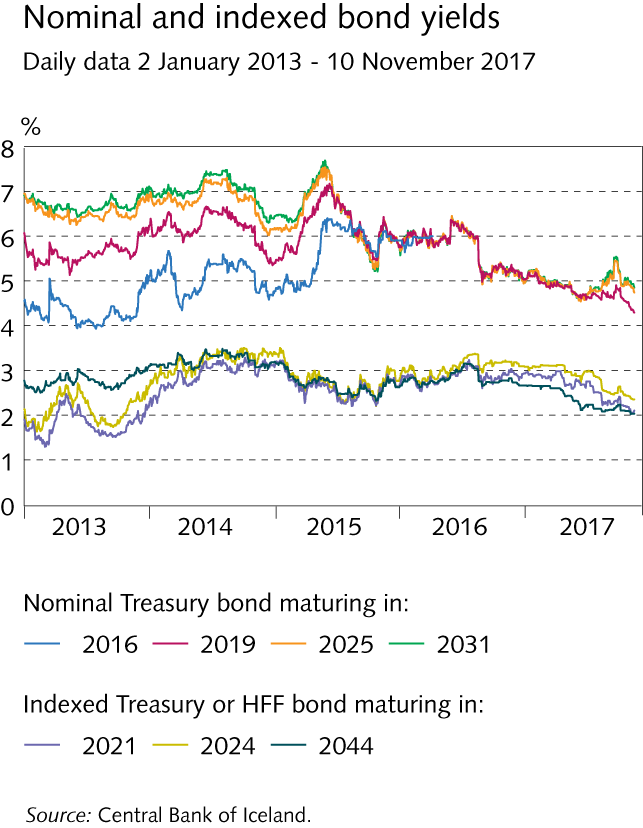 Nominal and indexed bond yields
Daily data 2 January 2013 - 10 November 2017
%
8
7
6
5
4
3
2
1
0
2013 2014 2015 2016 2017
Nominal Treasury bond maturing in:
2016 2019 2025 2031
Indexed Treasury or HFF bond maturing in:
2021 2024 2044
Source: Central Bank of Iceland.